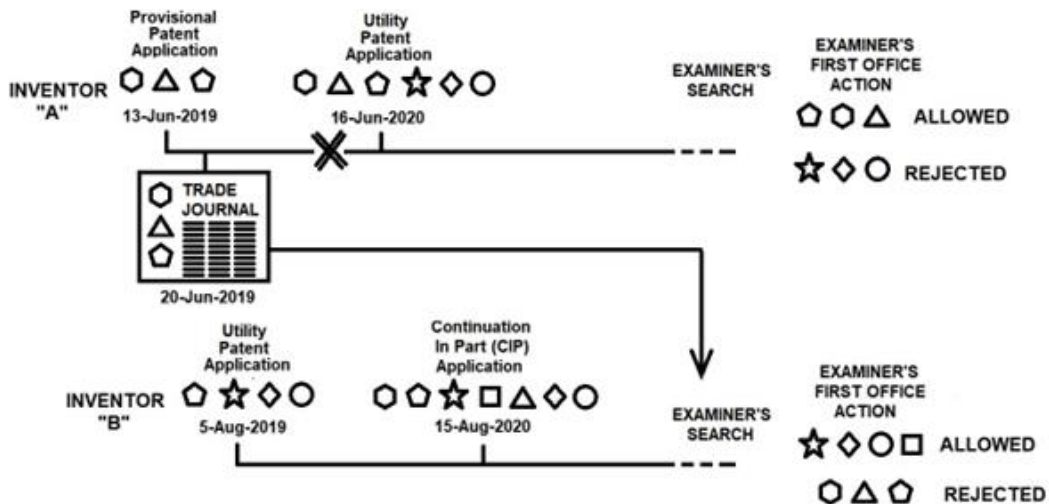 Provisional
Patent
Application
INVENTOR
"A"
13-Jun-2019
Utility
Patent
Application
16-Jun-2020
EXAMINER'S
SEARCH
EXAMINER'S
FIRST OFFICE
ACTION
ALLOWED
REJECTED
TRADE
JOURNAL
20-Jun-2019
INVENTOR
"B"
Utility
Patent
Application
5-Aug-2019
Continuation
In Part (CIP)
Application
15-Aug-2020
EXAMINER'S
SEARCH
EXAMINER'S
FIRST OFFICE
ACTION
ALLOWED
REJECTED